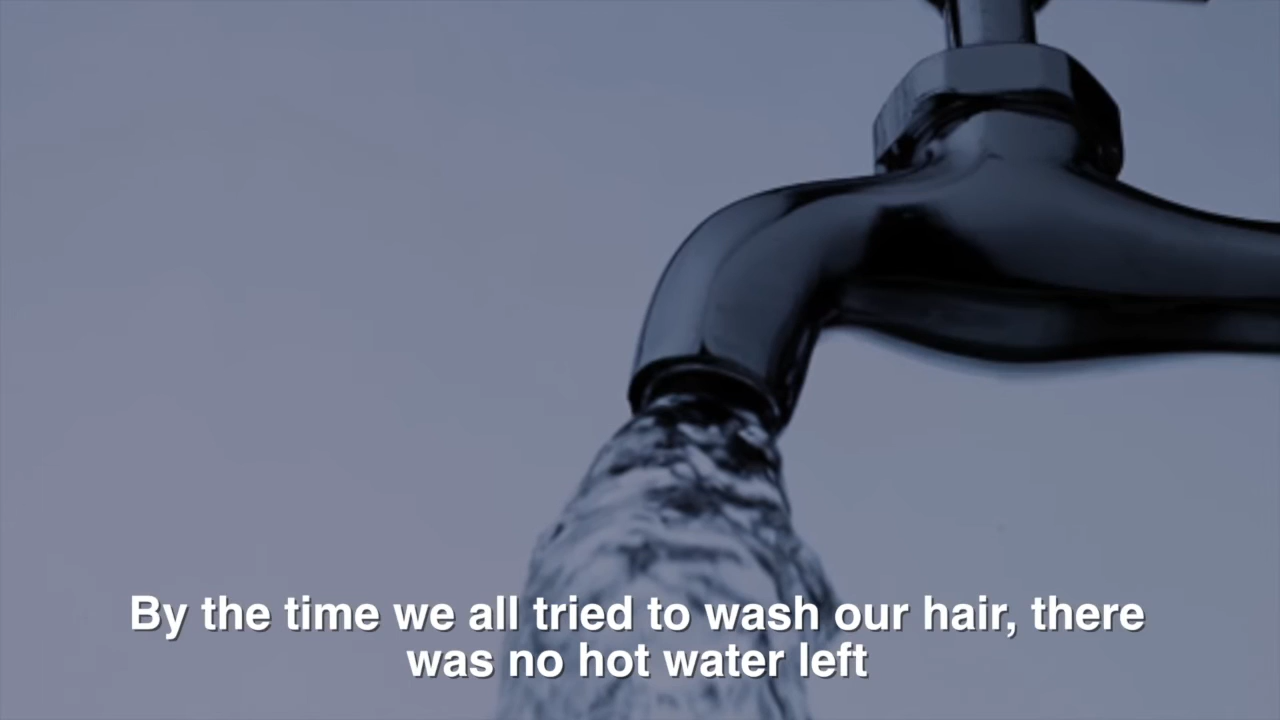 By the time we all tried to wash our hair, there
was no hot water left